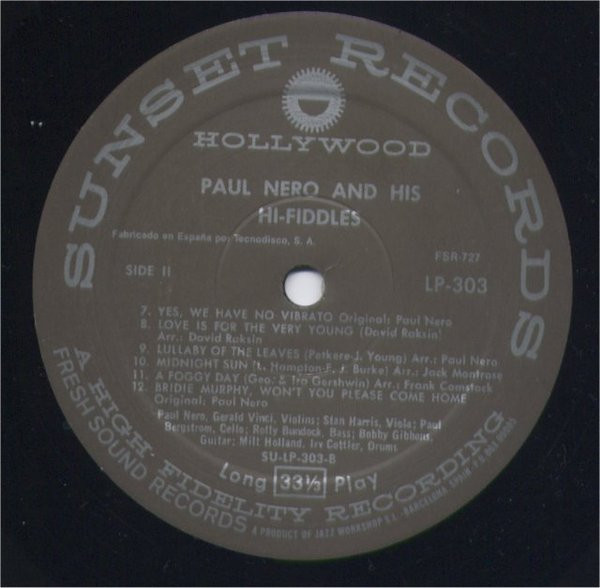 SUNSET RECORDS
HOLLYWOOD
PAUL NERO AND HIS
HI-FIDDLES
Fabricado en España por Tecnodisco, S. A.
FSR-727
SIDE II
LP-303
7. YES, WE HAVE NO VIBRATO Original: Paul Nero
8. LOVE IS FOR THE VERY YOUNG (David Raksin)
Arr.: David Raksin
9. LULLABY OF THE LEAVES (Petkere-J. Young) Arr.: Paul Nero
10. MIDNIGHT SUN (L. Hampton-F. J. Burke) Arr.: Jack Montrose
11. A FOGGY DAY (Geo. & Ira Gershwin) Arr.: Frank Comstock
12. BRIDIE MURPHY, WON'T YOU PLEASE COME HOME
Original: Paul Nero
Paul Nero, Gerald Vinci, Violins; Stan Harris, Viola; Paul
Bergstrom, Cello; Rolly Bundock, Bass; Bobby Gibbons,
Guitar; Milt Holland, Irv Cottler, Drums
SU-LP-303-B
Long 33⅓ Play
A HIGH FIDELITY RECORDING
FRESH SOUND RECORDS
A PRODUCT OF JAZZ WORKSHOP S.L. - BARCELONA SPAIN -